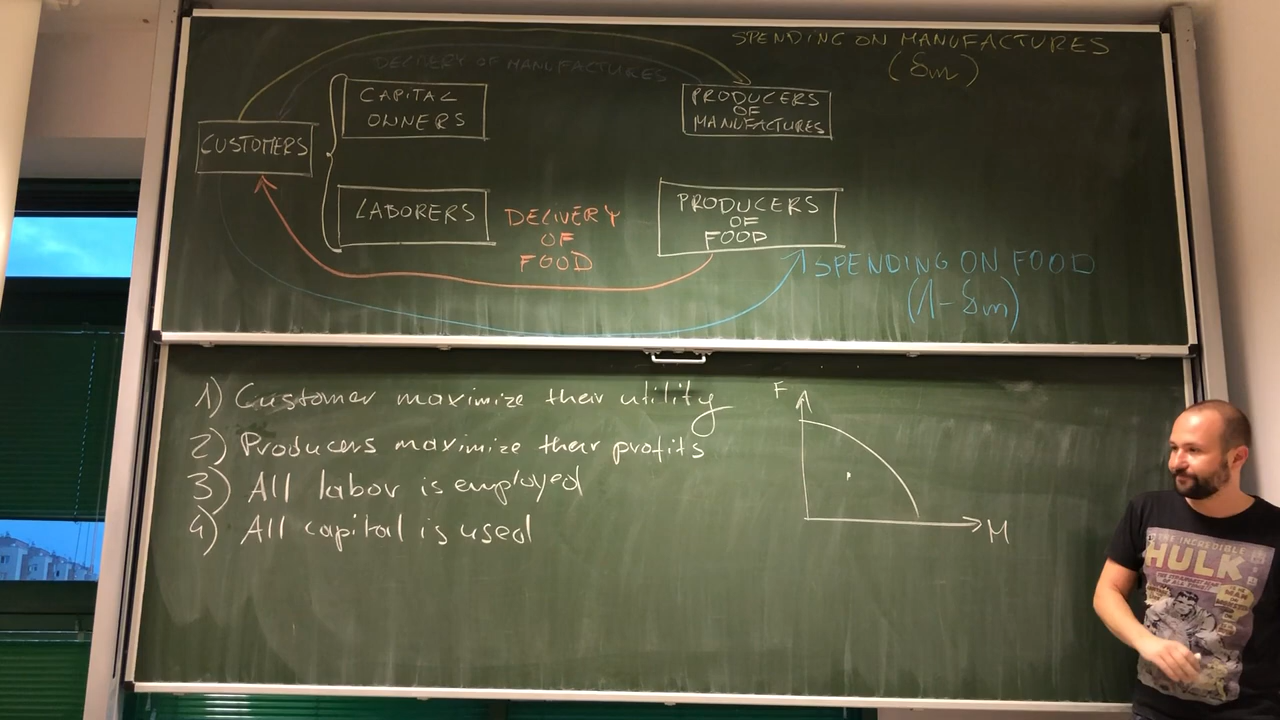 SPENDING ON MANUFACTURES
(δm)
DELIVERY OF MANUFACTURES
CAPITAL
OWNERS
PRODUCERS
OF
MANUFACTURES
CUSTOMERS
LABORERS
DELIVERY
OF
FOOD
PRODUCERS
OF
FOOD
SPENDING ON FOOD
(1-δm)
1) Customer maximize their utility
2) Producers maximize their profits
3) All labor is employed
4) All capital is used
F
M
THE INCREDIBLE
HULK